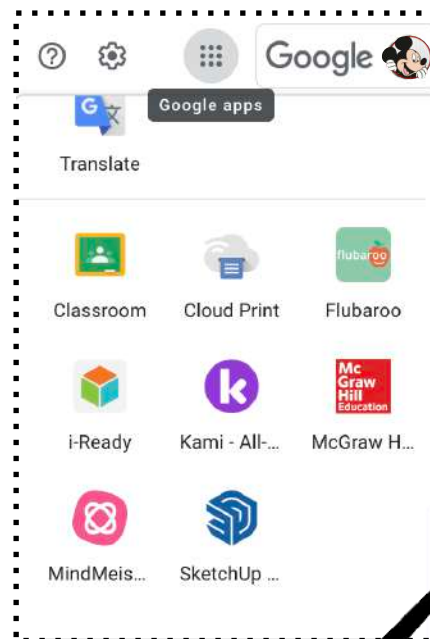 Google
Google apps
G 文
Translate
Classroom Cloud Print Flubaroo
flubaroo
i-Ready Kami - All-... McGraw H...
k
Mc
Graw
Hill
Education
MindMeis... SketchUp ...